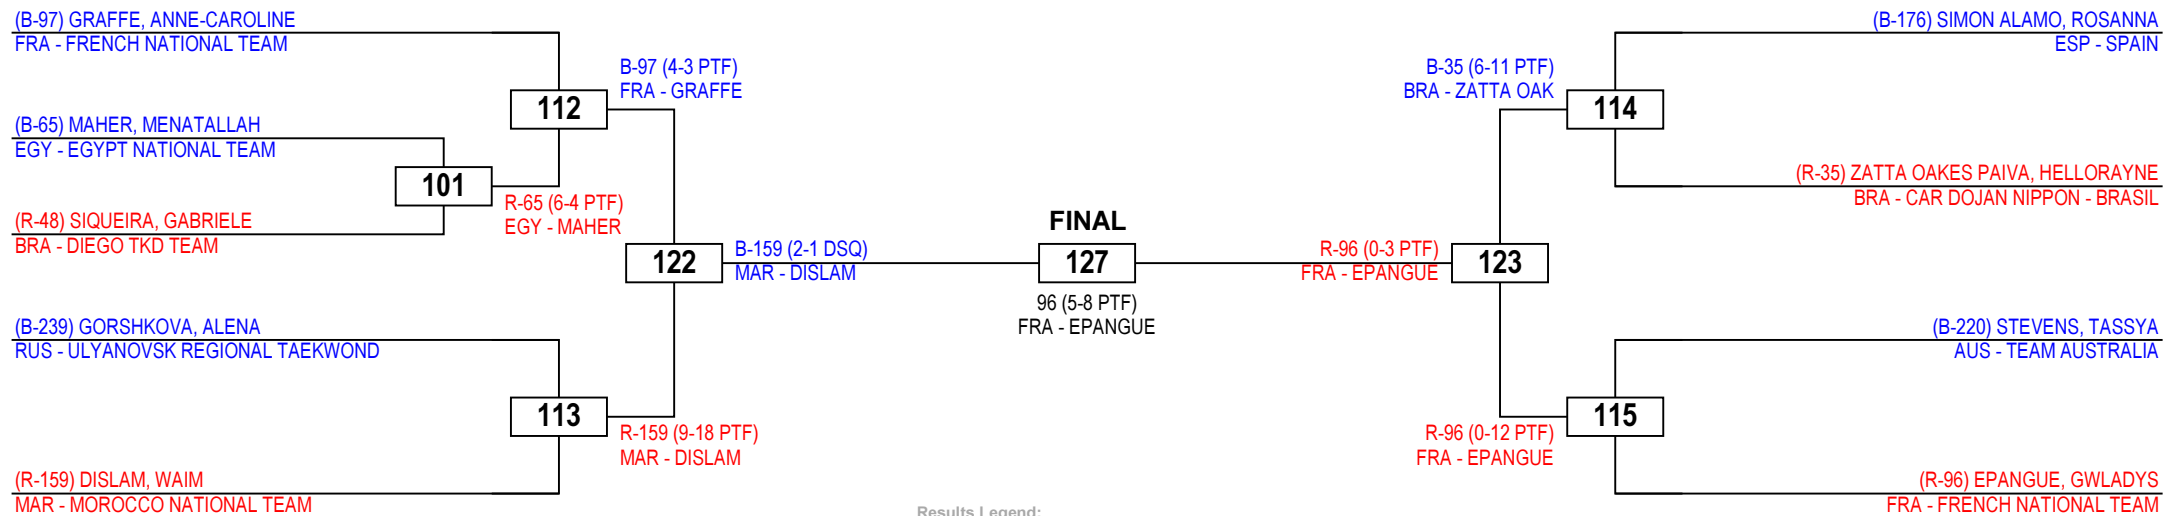 (B-97) GRAFFE, ANNE-CAROLINE
FRA - FRENCH NATIONAL TEAM
(B-65) MAHER, MENATALLAH
EGY - EGYPT NATIONAL TEAM
(R-48) SIQUEIRA, GABRIELE
BRA - DIEGO TKD TEAM
(B-239) GORSHKOVA, ALENA
RUS - ULYANOVSK REGIONAL TAEKWOND
(R-159) DISLAM, WAIM
MAR - MOROCCO NATIONAL TEAM
101
R-65 (6-4 PTF)
EGY - MAHER
112
B-97 (4-3 PTF)
FRA - GRAFFE
113
R-159 (9-18 PTF)
MAR - DISLAM
122
B-159 (2-1 DSQ)
MAR - DISLAM
FINAL
127
96 (5-8 PTF)
FRA - EPANGUE
R-96 (0-3 PTF)
FRA - EPANGUE
123
B-35 (6-11 PTF)
BRA - ZATTA OAK
114
R-96 (0-12 PTF)
FRA - EPANGUE
115
(B-176) SIMON ALAMO, ROSANNA
ESP - SPAIN
(R-35) ZATTA OAKES PAIVA, HELLORAYNE
BRA - CAR DOJAN NIPPON - BRASIL
(B-220) STEVENS, TASSYA
AUS - TEAM AUSTRALIA
(R-96) EPANGUE, GWLADYS
FRA - FRENCH NATIONAL TEAM
Results Legend: